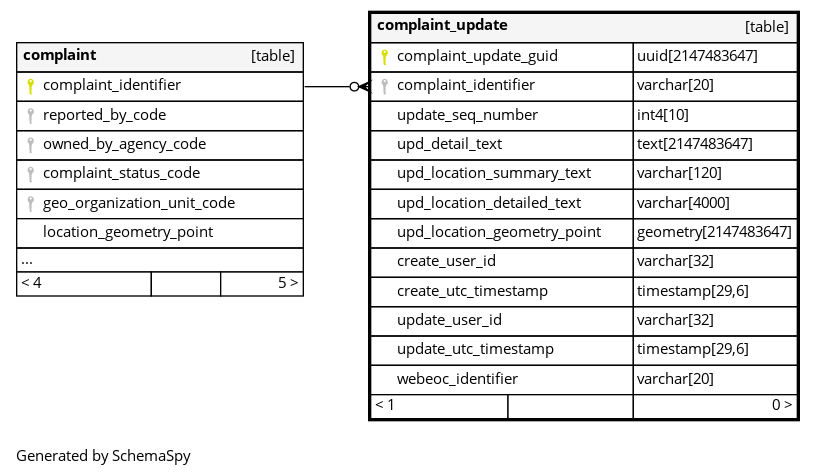 complaint [table]
complaint_identifier
reported_by_code
owned_by_agency_code
complaint_status_code
geo_organization_unit_code
location_geometry_point
...
< 4 5 >
complaint_update [table]
complaint_update_guid uuid[2147483647]
complaint_identifier varchar[20]
update_seq_number int4[10]
upd_detail_text text[2147483647]
upd_location_summary_text varchar[120]
upd_location_detailed_text varchar[4000]
upd_location_geometry_point geometry[2147483647]
create_user_id varchar[32]
create_utc_timestamp timestamp[29,6]
update_user_id varchar[32]
update_utc_timestamp timestamp[29,6]
webeoc_identifier varchar[20]
< 1 0 >
Generated by SchemaSpy